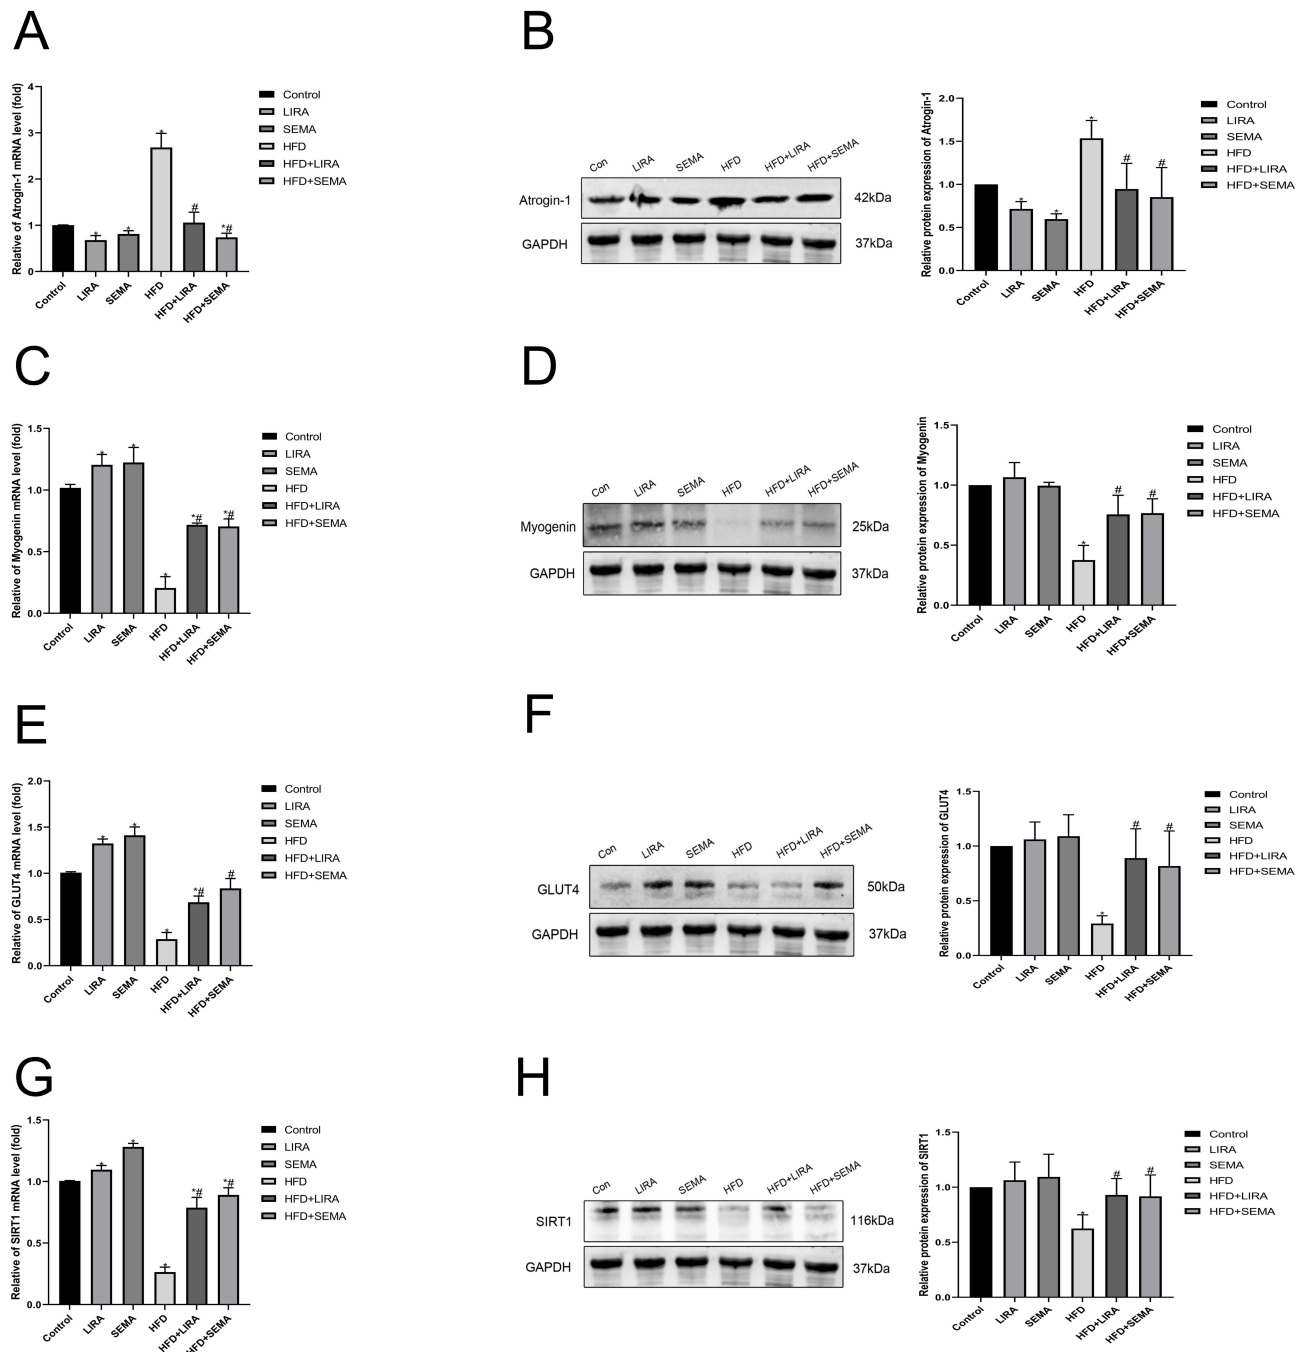 A
Relative of Atrogin-1 mRNA level (fold)
4
3
2
1
0
*
*
*
#
*#
Control
LIRA
SEMA
HFD
HFD+LIRA
HFD+SEMA
Control
LIRA
SEMA
HFD
HFD+LIRA
HFD+SEMA
B
Con
LIRA
SEMA
HFD
HFD+LIRA
HFD+SEMA
Atrogin-1
42kDa
GAPDH
37kDa
Relative protein expression of Atrogin-1
2.0
1.5
1.0
0.5
0.0
*
*
*
#
#
Control
LIRA
SEMA
HFD
HFD+LIRA
HFD+SEMA
Control
LIRA
SEMA
HFD
HFD+LIRA
HFD+SEMA
C
Relative of Myogonin mRNA level (fold)
1.5
1.0
0.5
0.0
*
*
*
*#
*#
Control
LIRA
SEMA
HFD
HFD+LIRA
HFD+SEMA
Control
LIRA
SEMA
HFD
HFD+LIRA
HFD+SEMA
D
Con
LIRA
SEMA
HFD
HFD+LIRA
HFD+SEMA
Myogenin
25kDa
GAPDH
37kDa
Relative protein expression of Myogenin
1.5
1.0
0.5
0.0
*
#
#
Control
LIRA
SEMA
HFD
HFD+LIRA
HFD+SEMA
Control
LIRA
SEMA
HFD
HFD+LIRA
HFD+SEMA
E
Relative of GLUT4 mRNA level (fold)
2.0
1.5
1.0
0.5
0.0
*
*
*
*#
#
Control
LIRA
SEMA
HFD
HFD+LIRA
HFD+SEMA
Control
LIRA
SEMA
HFD
HFD+LIRA
HFD+SEMA
F
Con
LIRA
SEMA
HFD
HFD+LIRA
HFD+SEMA
GLUT4
50kDa
GAPDH
37kDa
Relative protein expression of GLUT4
1.5
1.0
0.5
0.0
*
#
#
Control
LIRA
SEMA
HFD
HFD+LIRA
HFD+SEMA
Control
LIRA
SEMA
HFD
HFD+LIRA
HFD+SEMA
G
Relative of SIRT1 mRNA level (fold)
1.5
1.0
0.5
0.0
*
*
*
*#
*#
Control
LIRA
SEMA
HFD
HFD+LIRA
HFD+SEMA
Control
LIRA
SEMA
HFD
HFD+LIRA
HFD+SEMA
H
Con
LIRA
SEMA
HFD
HFD+LIRA
HFD+SEMA
SIRT1
116kDa
GAPDH
37kDa
Relative protein expression of SIRT1
1.5
1.0
0.5
0.0
*
#
#
Control
LIRA
SEMA
HFD
HFD+LIRA
HFD+SEMA
Control
LIRA
SEMA
HFD
HFD+LIRA
HFD+SEMA